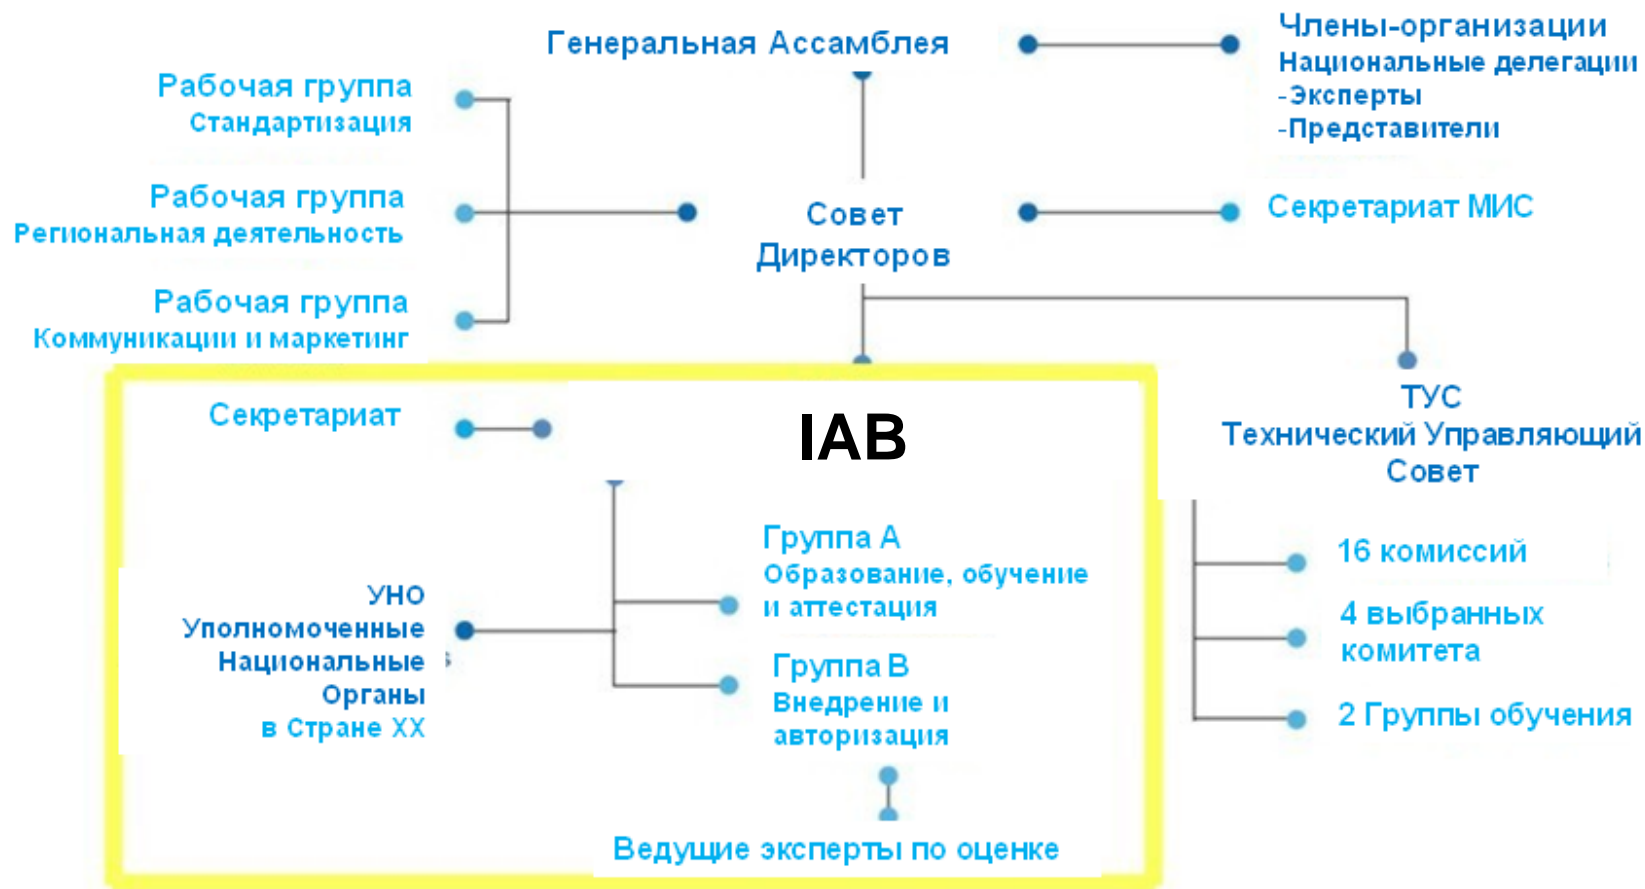 Генеральная Ассамблея
Члены-организации
Национальные делегации
-Эксперты
-Представители
Рабочая группа
Стандартизация
Рабочая группа
Региональная деятельность
Рабочая группа
Коммуникации и маркетинг
Совет
Директоров
Секретариат МИС
Секретариат
IAB
ТУС
Технический Управляющий
Совет
УНО
Уполномоченные
Национальные
Органы
в Стране XX
Группа А
Образование, обучение
и аттестация
Группа В
Внедрение и
авторизация
Ведущие эксперты по оценке
16 комиссий
4 выбранных
комитета
2 Группы обучения